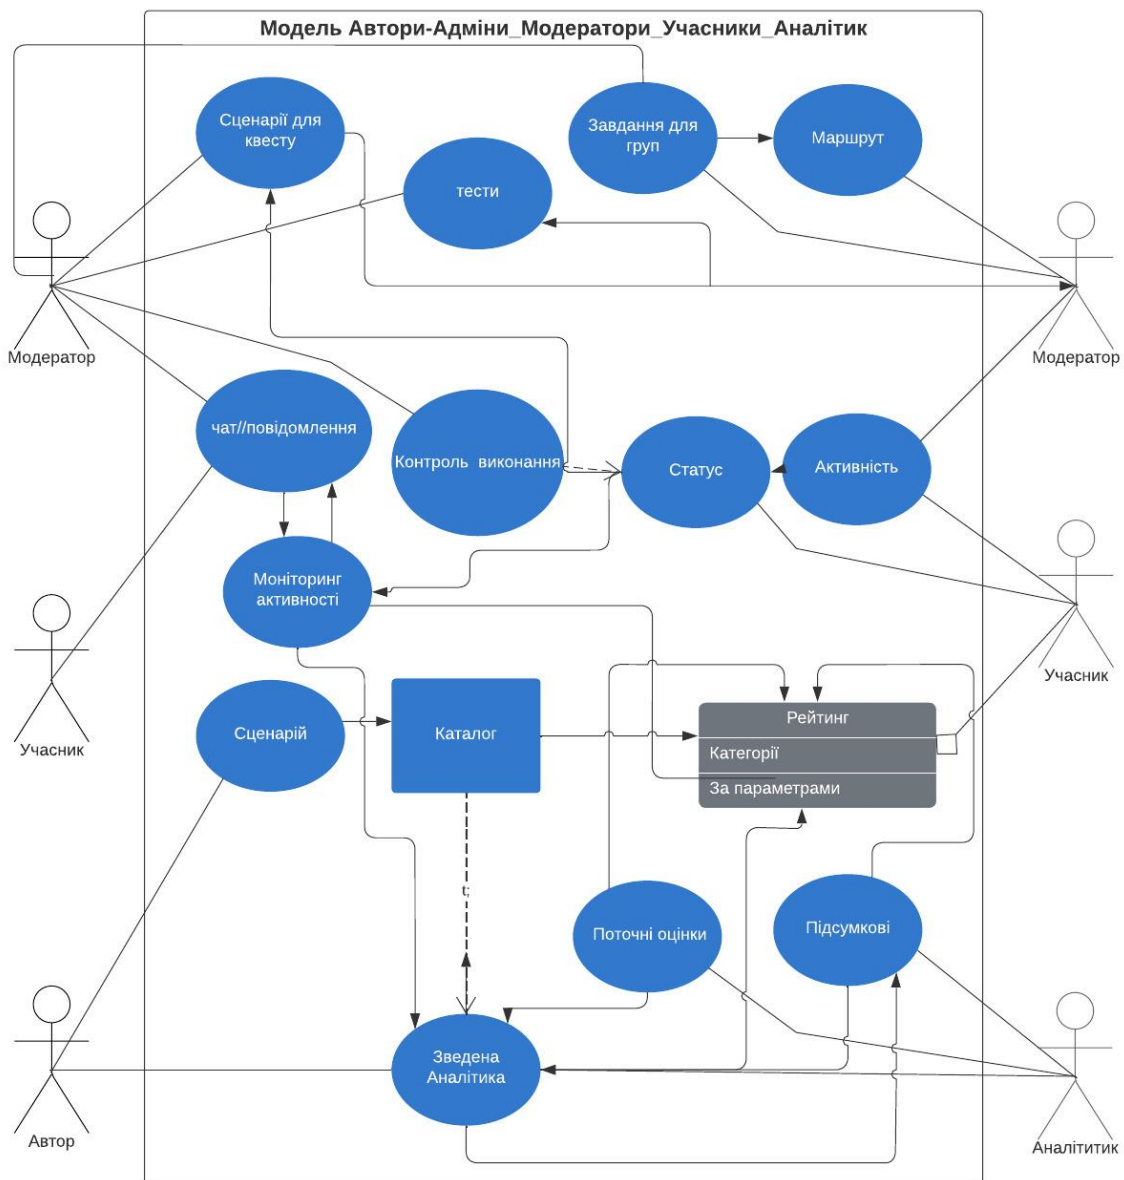 Модель Автори-Адміни_Модератори_Учасники_Аналітик
Сценарії для
квесту
Завдання для
груп
Маршрут
тести
Модератор
Модератор
чат//повідомлення
Контроль виконання
Статус
Активність
Моніторинг
активності
Учасник
Учасник
Сценарій
Каталог
Рейтинг
Категорії
За параметрами
t;
Поточні оцінки
Підсумкові
Зведена
Аналітика
Автор
Аналітитик